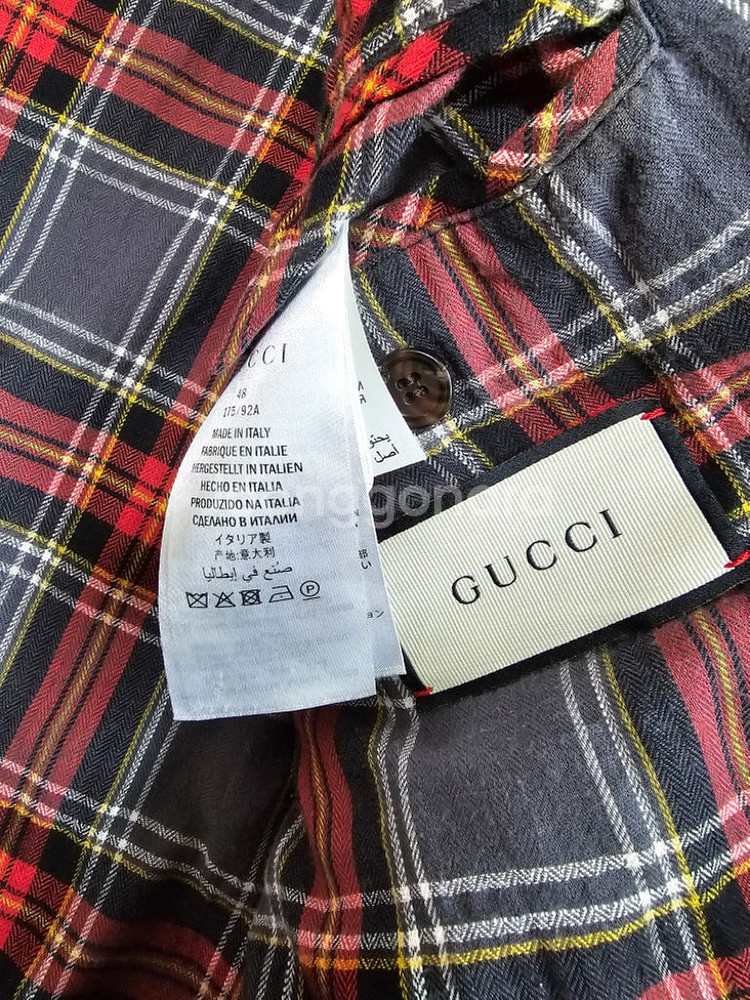 GUCCI
48
175/92A
MADE IN ITALY
FABRIQUE EN ITALIE
HERGESTELLT IN ITALIEN
HECHO EN ITALIA
PRODUZIDO NA ITALIA
СДЕЛАНО В ИТАЛИИ
イタリア製
产地:意大利
صنع في إيطاليا
P
GUCCI